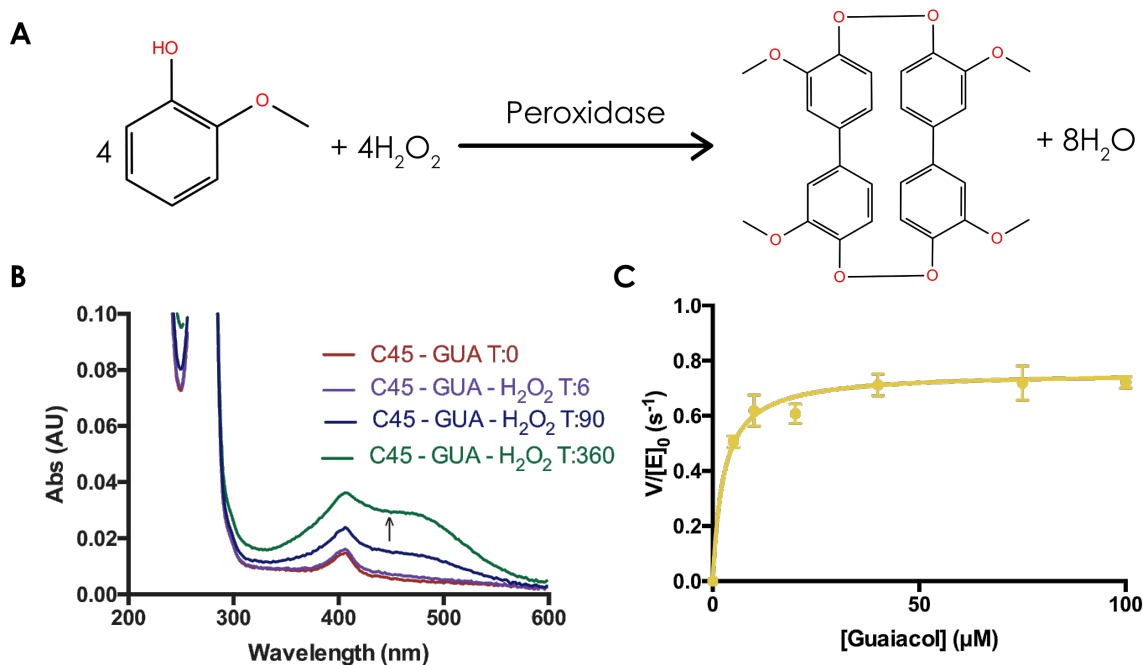 A
HO
O
4
+ 4H₂O₂
Peroxidase
O O
O O
O O
O O
+ 8H₂O
B
0.10
0.08
0.06
0.04
0.02
0.00
Abs (AU)
200 300 400 500 600
Wavelength (nm)
C45 - GUA T:0
C45 - GUA - H₂O₂ T:6
C45 - GUA - H₂O₂ T:90
C45 - GUA - H₂O₂ T:360
C
1.0
0.8
0.6
0.4
0.2
0.0
V/[E]₀ (s⁻¹)
0 50 100
[Guaiacol] (µM)